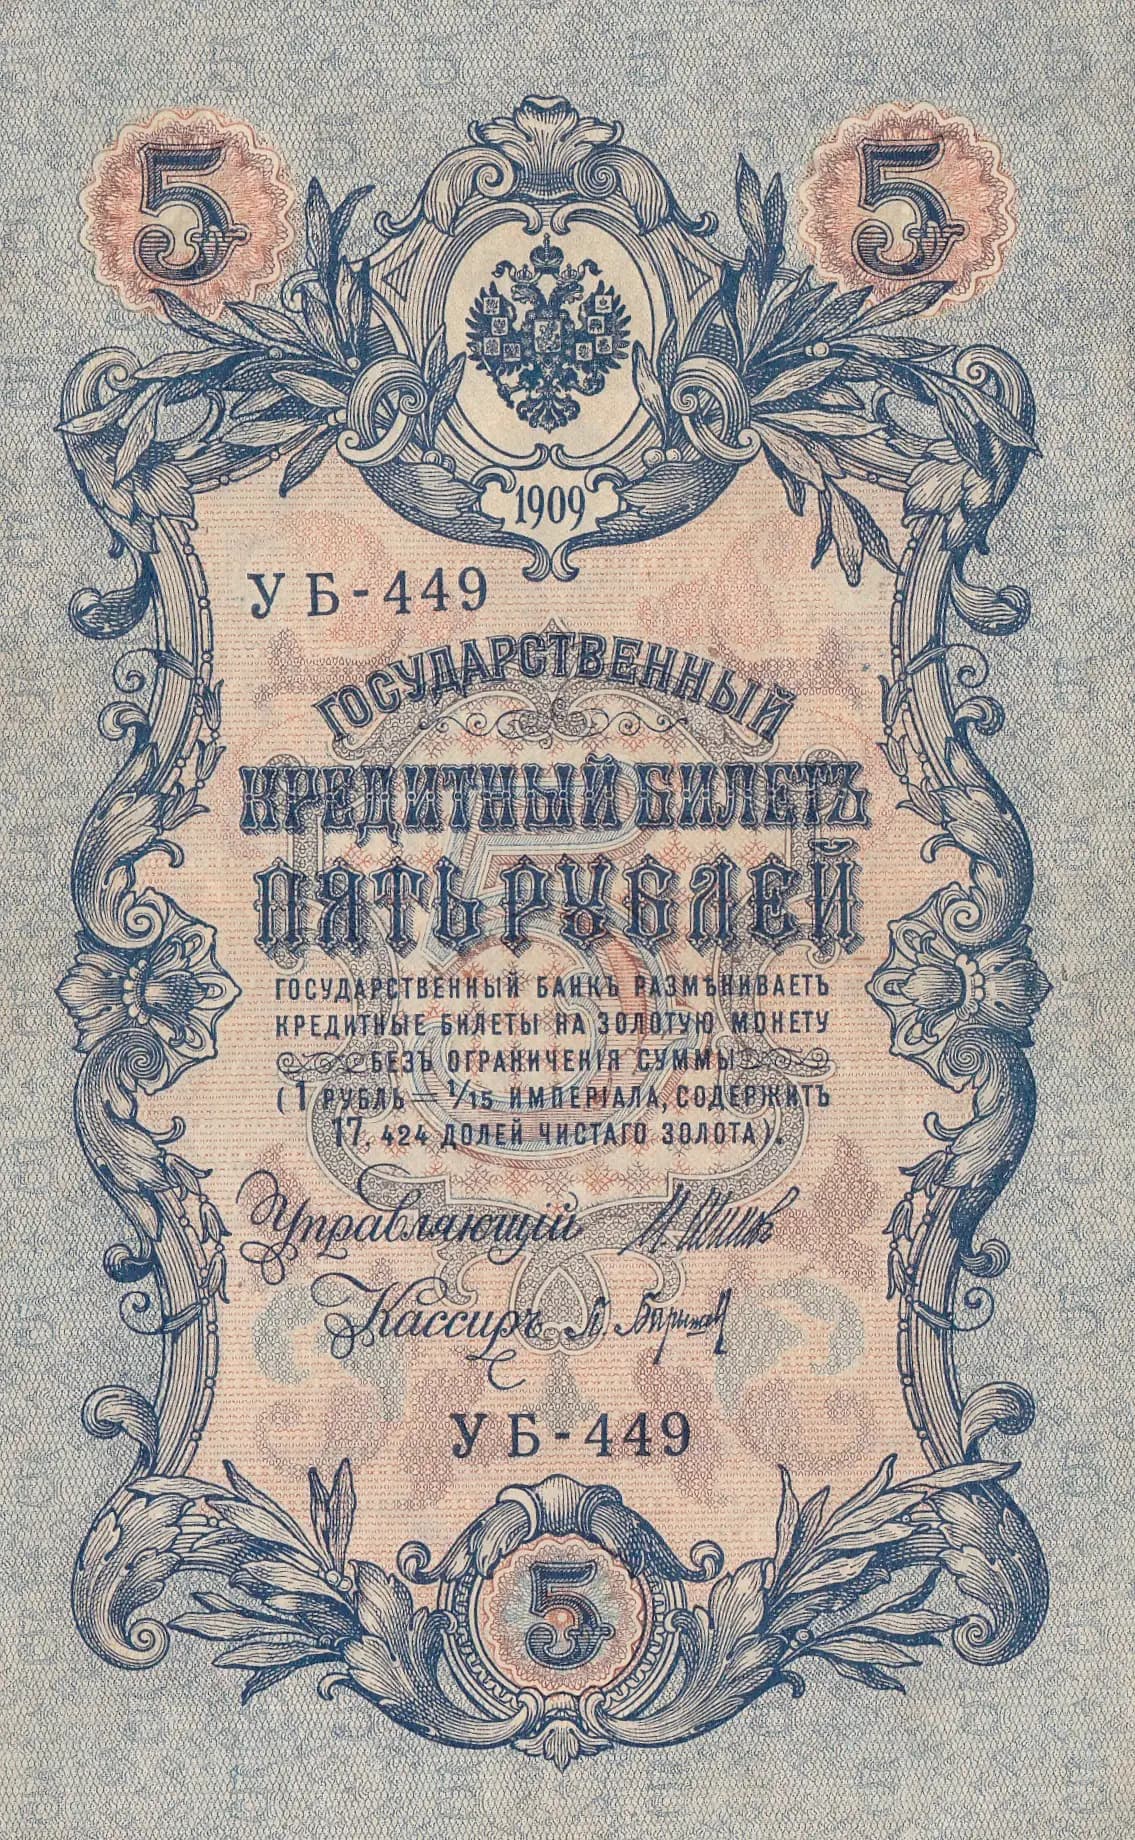 5 5
1909
УБ-449
ГОСУДАРСТВЕННЫЙ
КРЕДИТНЫЙ БИЛЕТЪ
ПЯТЬ РУБЛЕЙ
ГОСУДАРСТВЕННЫЙ БАНКЪ РАЗМѢНИВАЕТЪ
КРЕДИТНЫЕ БИЛЕТЫ НА ЗОЛОТУЮ МОНЕТУ
БЕЗЪ ОГРАНИЧЕНІЯ СУММЫ
(1 РУБЛЬ = 1/15 ИМПЕРІАЛА, СОДЕРЖИТЪ
17,424 ДОЛЕЙ ЧИСТАГО ЗОЛОТА).
Управляющій
Кассиръ
УБ-449
5